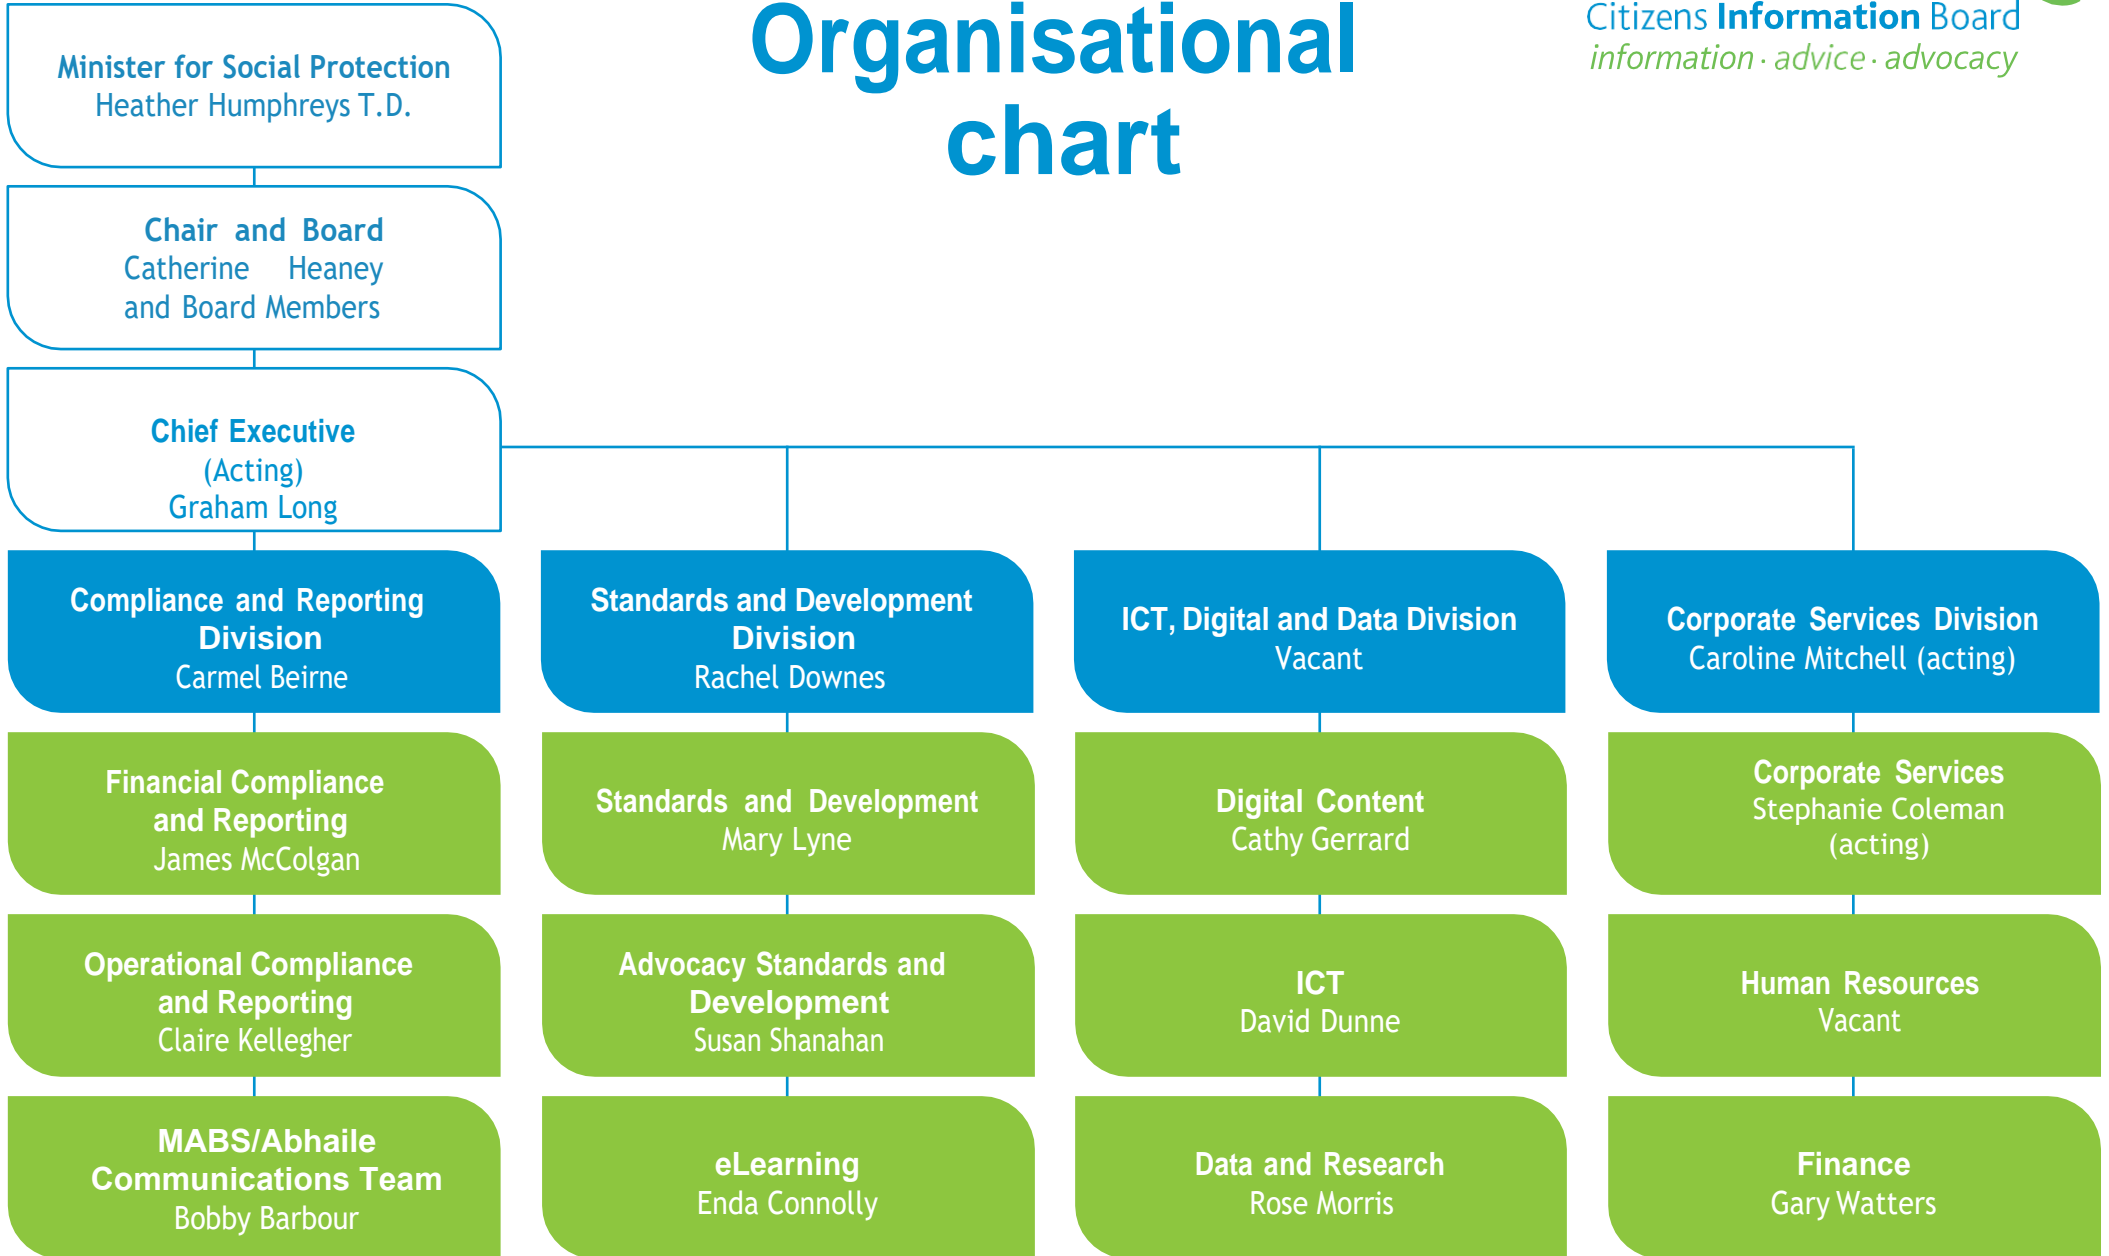 Organisational
chart
Citizens Information Board
information · advice · advocacy
Minister for Social Protection
Heather Humphreys T.D.
Chair and Board
Catherine Heaney
and Board Members
Chief Executive
(Acting)
Graham Long
Compliance and Reporting
Division
Carmel Beirne
Financial Compliance
and Reporting
James McColgan
Operational Compliance
and Reporting
Claire Kellegher
MABS/Abhaile
Communications Team
Bobby Barbour
Standards and Development
Division
Rachel Downes
Standards and Development
Mary Lyne
Advocacy Standards and
Development
Susan Shanahan
eLearning
Enda Connolly
ICT, Digital and Data Division
Vacant
Digital Content
Cathy Gerrard
ICT
David Dunne
Data and Research
Rose Morris
Corporate Services Division
Caroline Mitchell (acting)
Corporate Services
Stephanie Coleman
(acting)
Human Resources
Vacant
Finance
Gary Watters